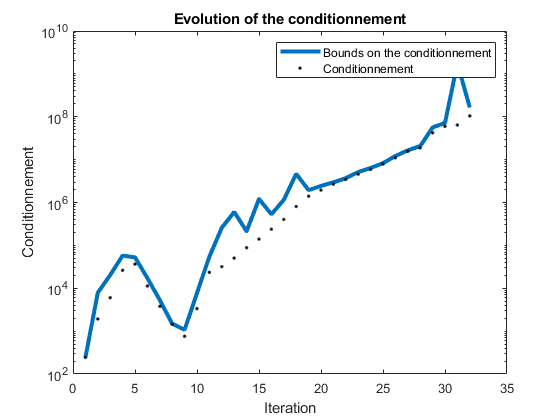 Evolution of the conditionnement
10^10
Bounds on the conditionnement
Conditionnement
10^8
10^6
10^4
10^2
Conditionnement
0 5 10 15 20 25 30 35
Iteration